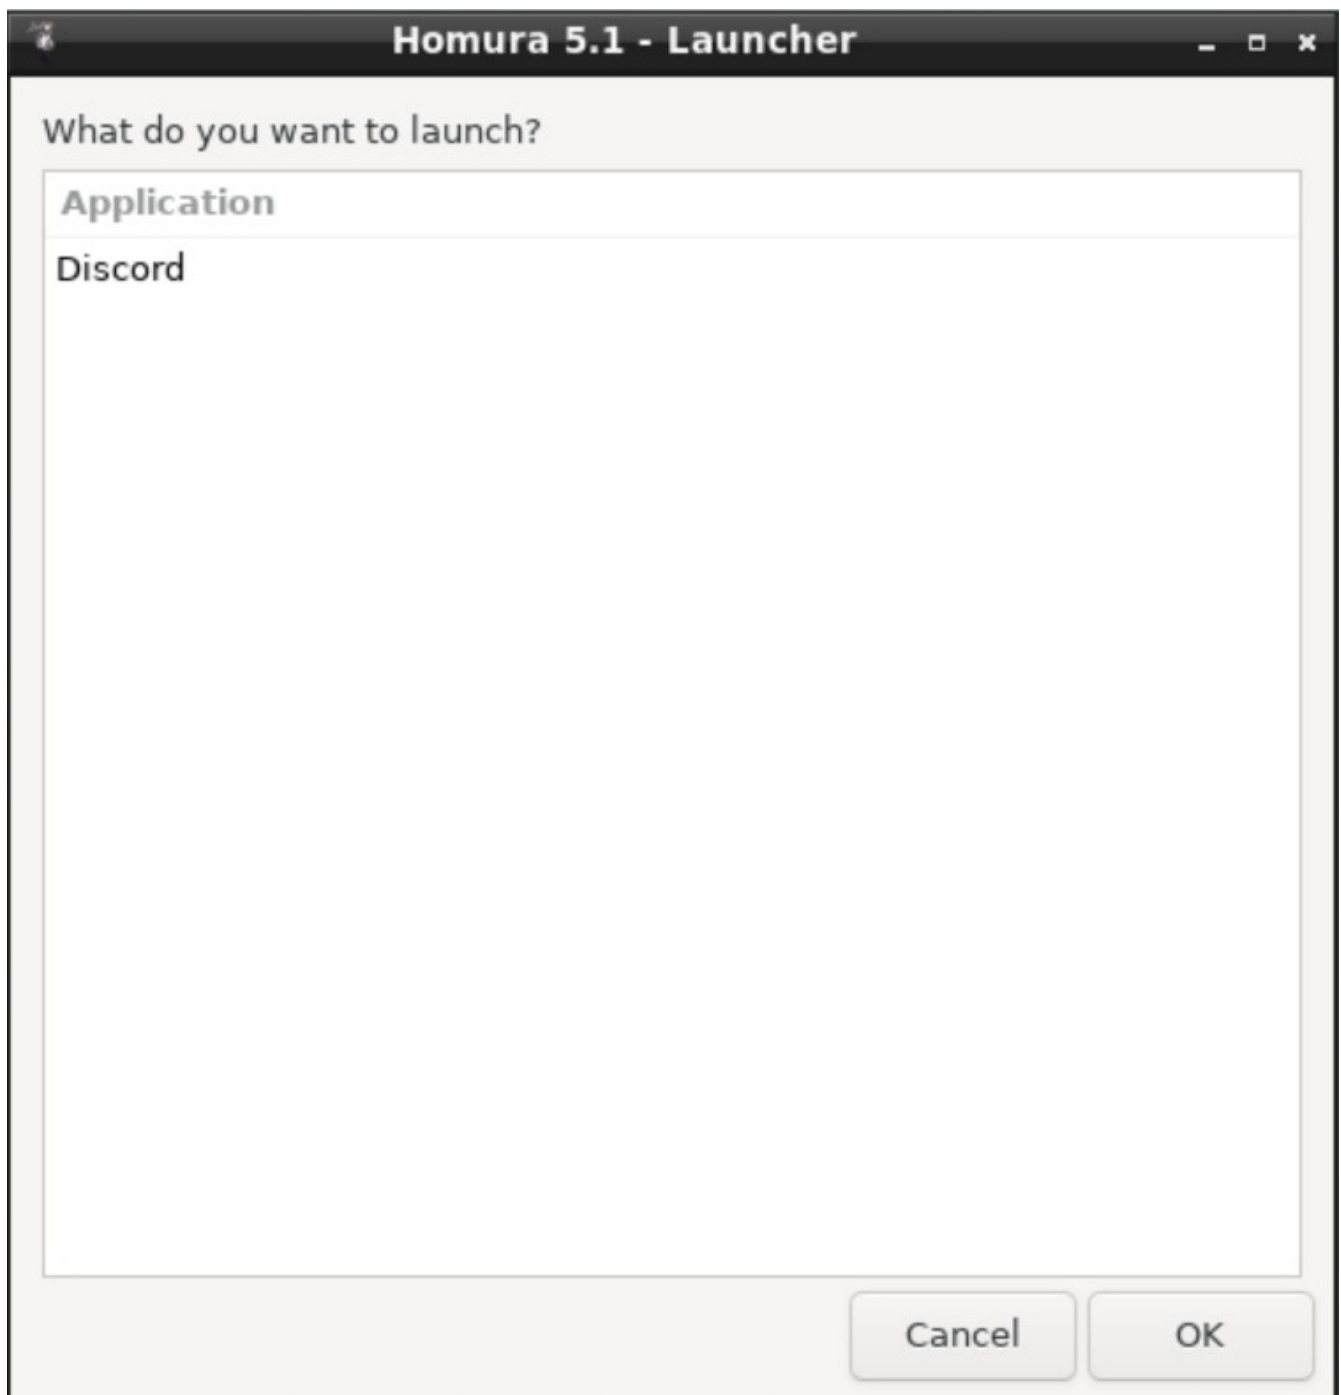 Homura 5.1 - Launcher
What do you want to launch?
Application
Discord
Cancel OK